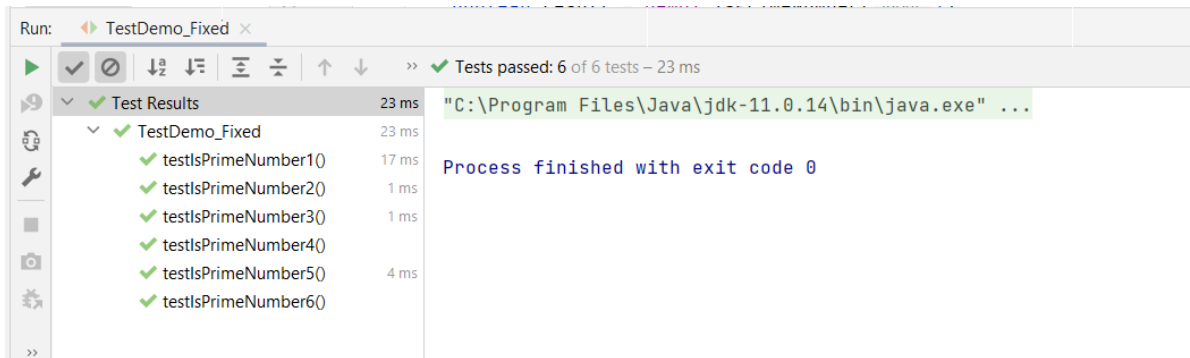 Run: TestDemo_Fixed
Tests passed: 6 of 6 tests – 23 ms
Test Results 23 ms
TestDemo_Fixed 23 ms
testIsPrimeNumber1() 17 ms
testIsPrimeNumber2() 1 ms
testIsPrimeNumber3() 1 ms
testIsPrimeNumber4()
testIsPrimeNumber5() 4 ms
testIsPrimeNumber6()
"C:\Program Files\Java\jdk-11.0.14\bin\java.exe" ...
Process finished with exit code 0